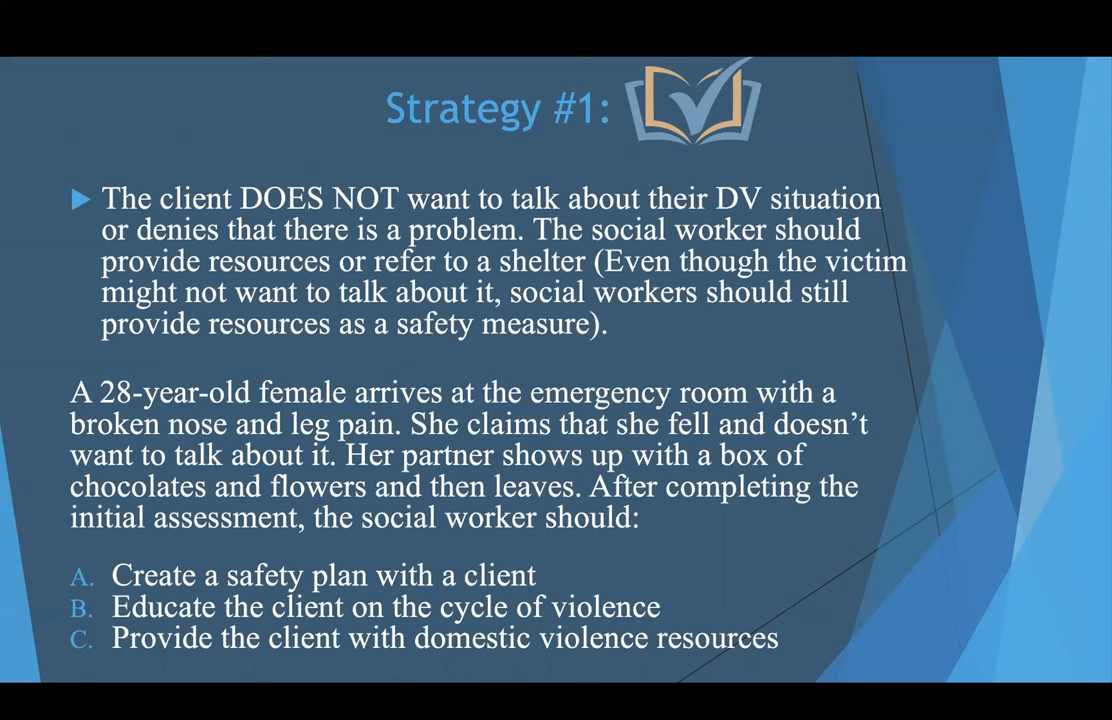 Strategy #1:
The client DOES NOT want to talk about their DV situation
or denies that there is a problem. The social worker should
provide resources or refer to a shelter (Even though the victim
might not want to talk about it, social workers should still
provide resources as a safety measure).
A 28-year-old female arrives at the emergency room with a
broken nose and leg pain. She claims that she fell and doesn’t
want to talk about it. Her partner shows up with a box of
chocolates and flowers and then leaves. After completing the
initial assessment, the social worker should:
A. Create a safety plan with a client
B. Educate the client on the cycle of violence
C. Provide the client with domestic violence resources